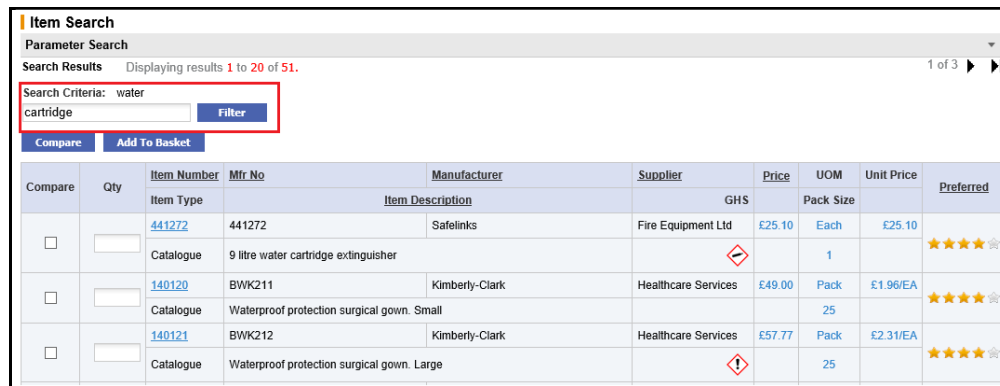 Item Search
Parameter Search
Search Results Displaying results 1 to 20 of 51. 1 of 3
Search Criteria: water
cartridge Filter
Compare Add To Basket
Compare Qty Item Number Mfr No Manufacturer Supplier Price UOM Unit Price Preferred
Item Type Item Description GHS Pack Size
441272 441272 Safelinks Fire Equipment Ltd £25.10 Each £25.10
Catalogue 9 litre water cartridge extinguisher 1
140120 BWK211 Kimberly-Clark Healthcare Services £49.00 Pack £1.96/EA
Catalogue Waterproof protection surgical gown. Small 25
140121 BWK212 Kimberly-Clark Healthcare Services £57.77 Pack £2.31/EA
Catalogue Waterproof protection surgical gown. Large 25